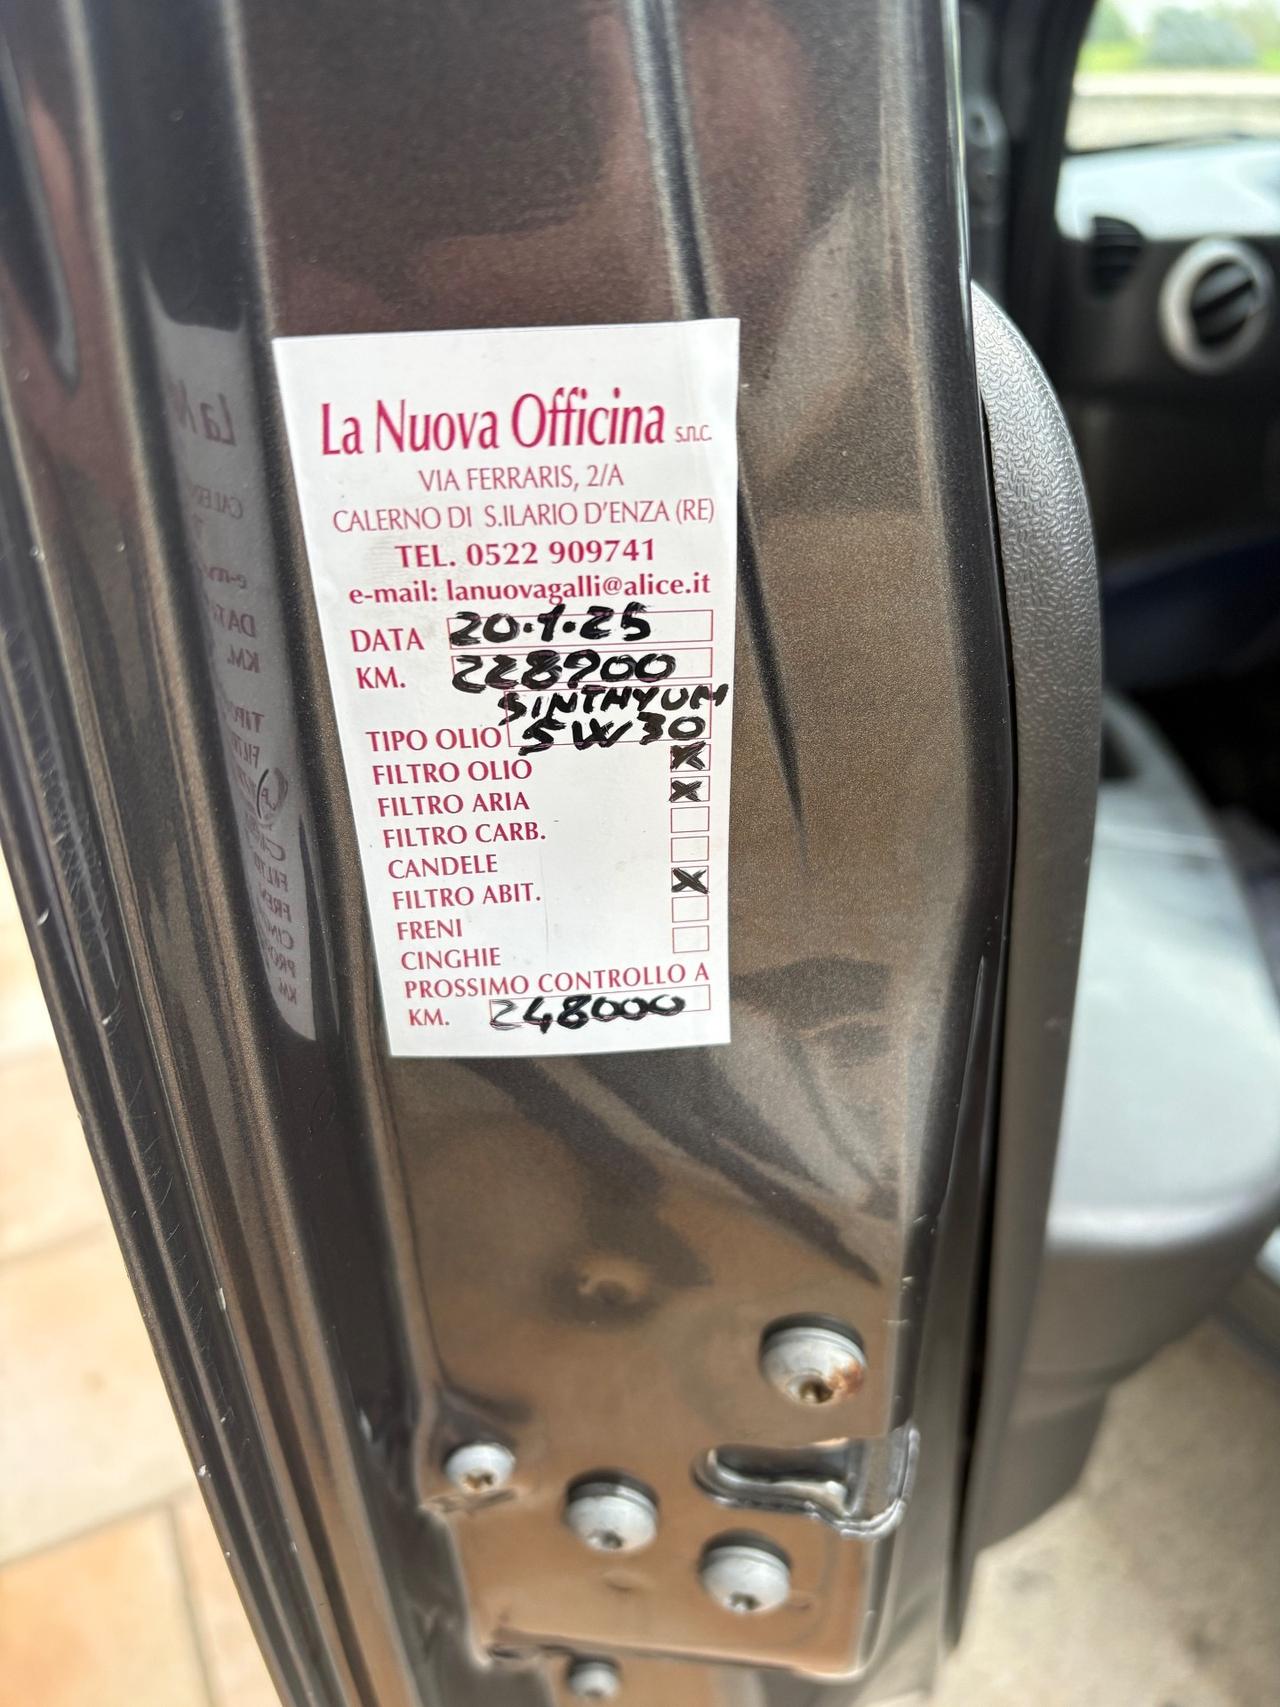 La Nuova Officina s.n.c.
VIA FERRARIS, 2/A
CALERNO DI S.ILARIO D'ENZA (RE)
TEL. 0522 909741
e-mail: lanuovagalli@alice.it
DATA 20.1.25
KM. 228900
SINTHYUM
TIPO OLIO 5W30
FILTRO OLIO X
FILTRO ARIA X
FILTRO CARB.
CANDELE
FILTRO ABIT. X
FRENI
CINGHIE
PROSSIMO CONTROLLO A
KM. 248000